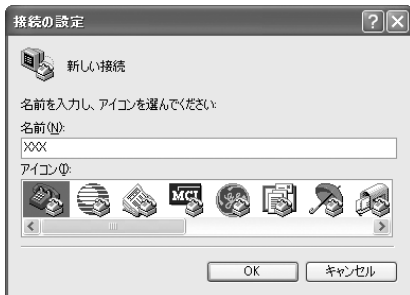 接続の設定
新しい接続
名前を入力し、アイコンを選んでください:
名前(N):
XXX
アイコン(I):
MCI
OK
キャンセル